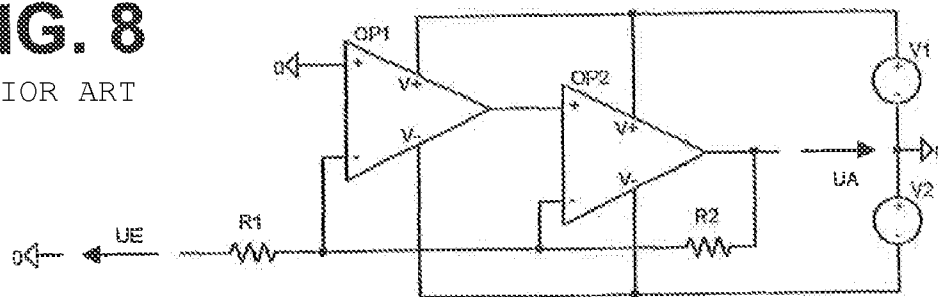 IG. 8
IOR ART
OP1
0
+
V+
-
V-
OP2
+
V+
-
V-
V1
+
-
UA
V2
+
-
R1
R2
UE
0